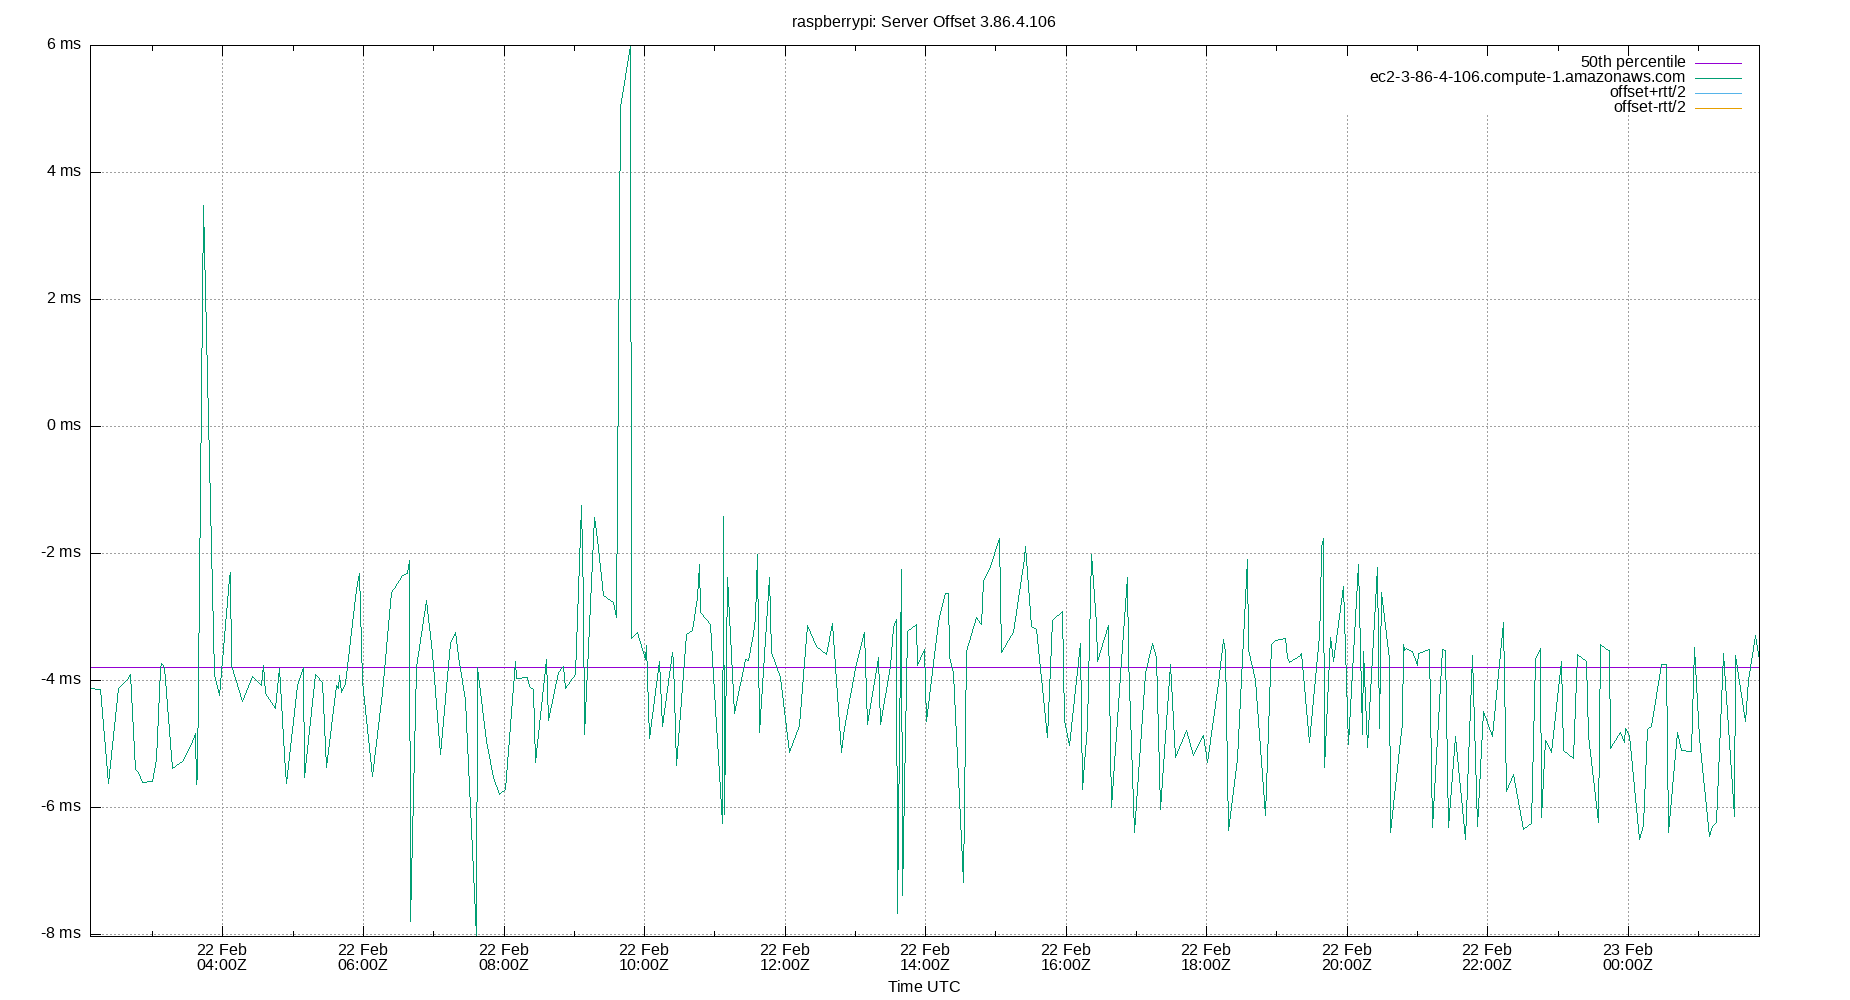 raspberrypi: Server Offset 3.86.4.106
6 ms
4 ms
2 ms
0 ms
-2 ms
-4 ms
-6 ms
-8 ms
50th percentile
ec2-3-86-4-106.compute-1.amazonaws.com
offset+rtt/2
offset-rtt/2
22 Feb
04:00Z
22 Feb
06:00Z
22 Feb
08:00Z
22 Feb
10:00Z
22 Feb
12:00Z
22 Feb
14:00Z
22 Feb
16:00Z
22 Feb
18:00Z
22 Feb
20:00Z
22 Feb
22:00Z
23 Feb
00:00Z
Time UTC